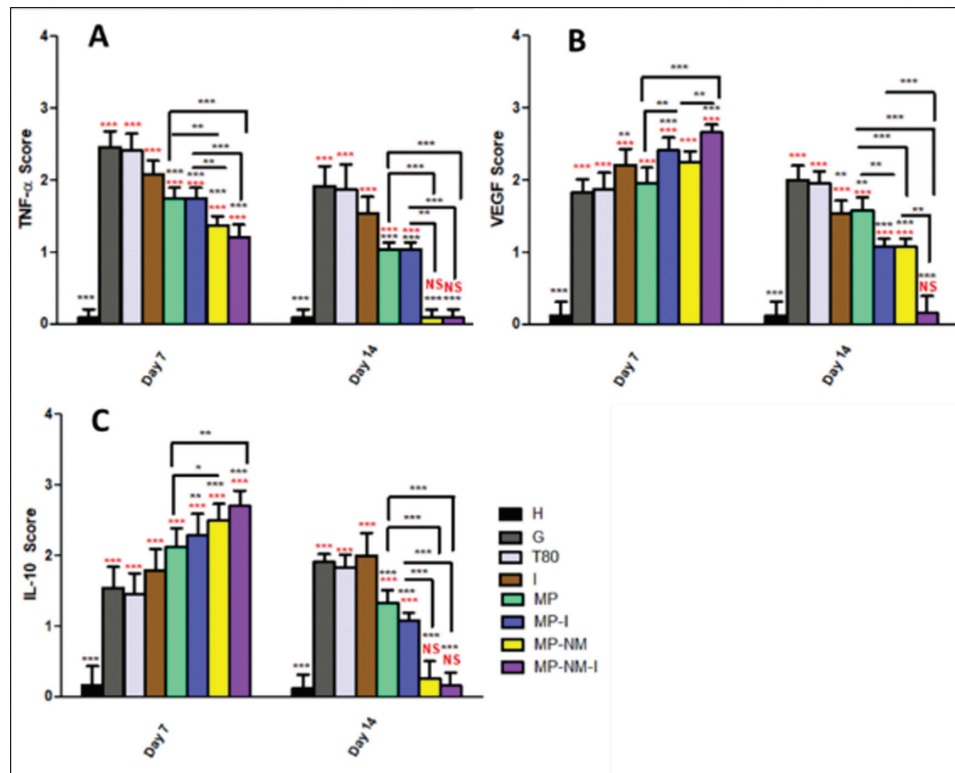 A
TNF-α Score
4
3
2
1
0
*** *** *** *** *** *** *** *** *** *** ***
*** ** *** ** ***
*** *** *** *** *** *** *** *** ***
*** *** *** **
NS NS
*** ***
Day 7
Day 14
B
VEGF Score
4
3
2
1
0
*** *** *** ** *** *** *** *** *** *** ***
*** ** **
*** *** *** ** ** *** *** *** *** *** ***
*** *** *** ** **
NS
Day 7
Day 14
C
IL-10 Score
4
3
2
1
0
*** *** *** *** *** ** *** *** *** *** ***
** *
*** *** *** *** *** *** *** *** *** ***
*** *** *** ***
NS NS
Day 7
Day 14
H
G
T80
I
MP
MP-I
MP-NM
MP-NM-I